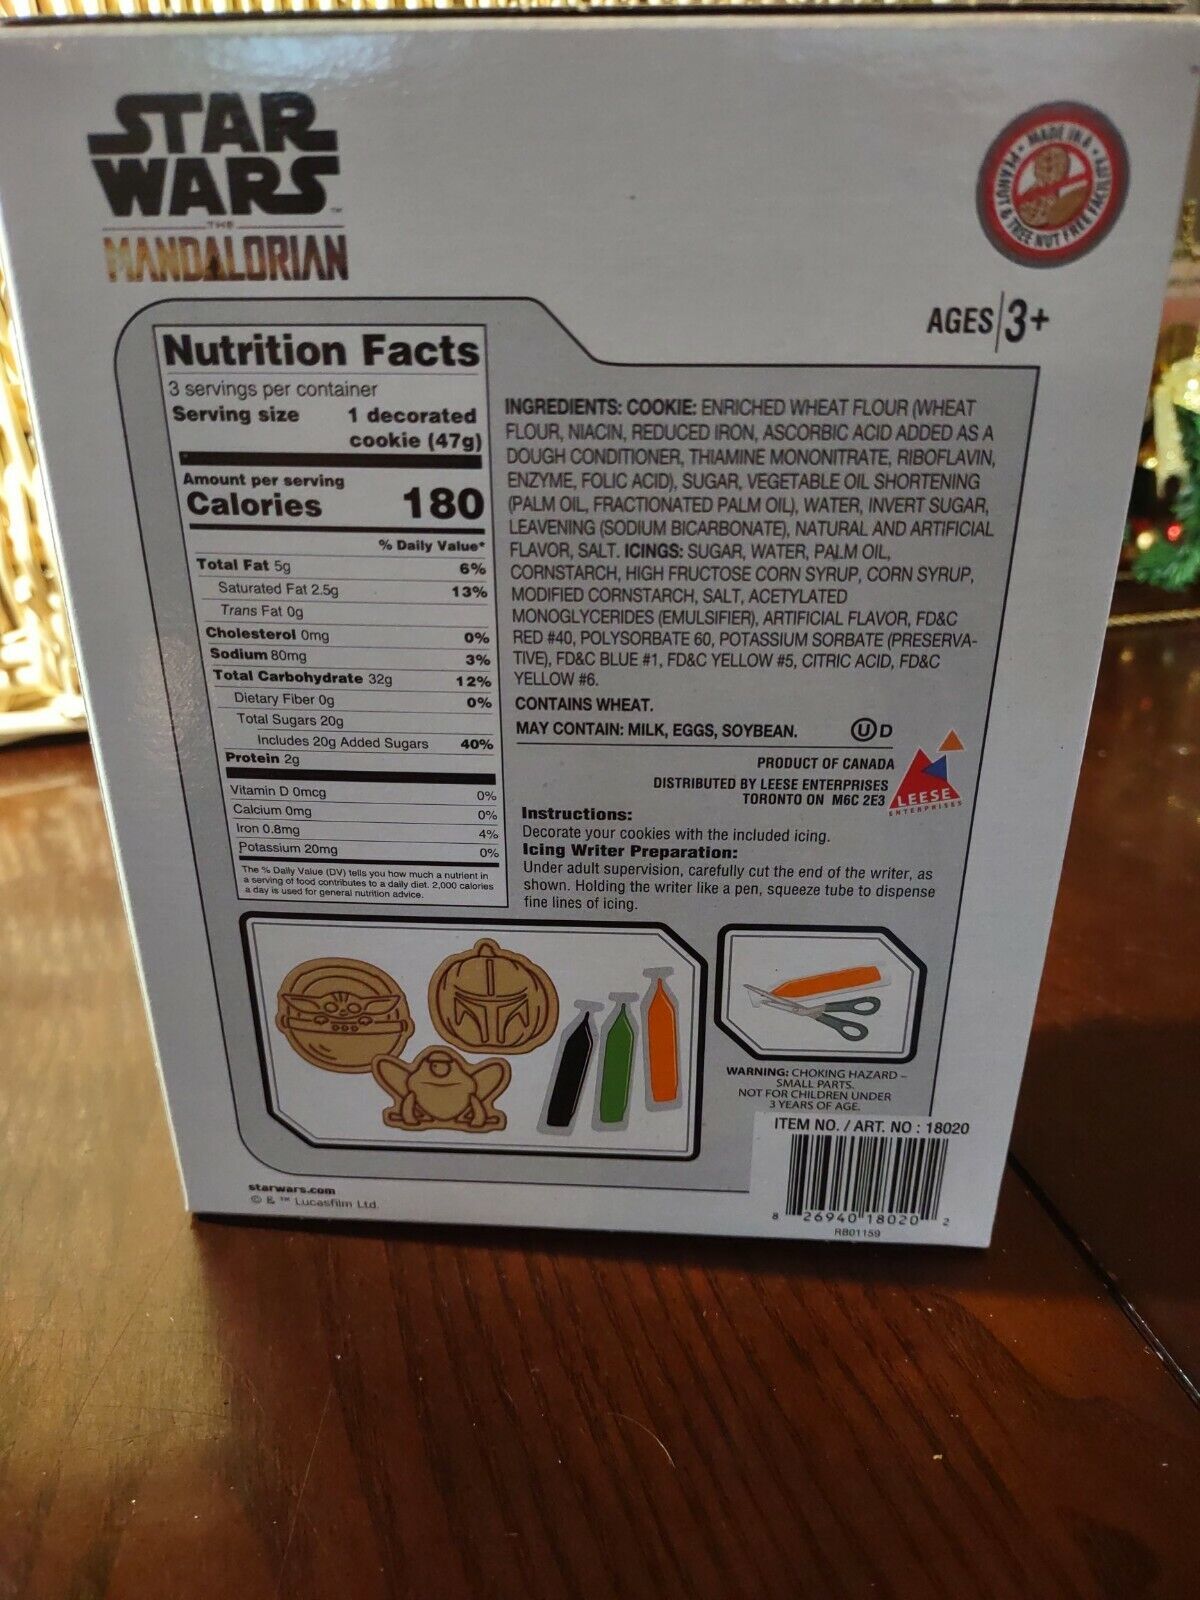 STAR
WARS
THE
MANDALORIAN
MADE IN A PEANUT & TREE NUT FREE FACILITY
AGES 3+
Nutrition Facts
3 servings per container
Serving size 1 decorated
cookie (47g)
Amount per serving
Calories 180
% Daily Value*
Total Fat 5g 6%
Saturated Fat 2.5g 13%
Trans Fat 0g
Cholesterol 0mg 0%
Sodium 80mg 3%
Total Carbohydrate 32g 12%
Dietary Fiber 0g 0%
Total Sugars 20g
Includes 20g Added Sugars 40%
Protein 2g
Vitamin D 0mcg 0%
Calcium 0mg 0%
Iron 0.8mg 4%
Potassium 20mg 0%
The % Daily Value (DV) tells you how much a nutrient in
a serving of food contributes to a daily diet. 2,000 calories
a day is used for general nutrition advice.
INGREDIENTS: COOKIE: ENRICHED WHEAT FLOUR (WHEAT
FLOUR, NIACIN, REDUCED IRON, ASCORBIC ACID ADDED AS A
DOUGH CONDITIONER, THIAMINE MONONITRATE, RIBOFLAVIN,
ENZYME, FOLIC ACID), SUGAR, VEGETABLE OIL SHORTENING
(PALM OIL, FRACTIONATED PALM OIL), WATER, INVERT SUGAR,
LEAVENING (SODIUM BICARBONATE), NATURAL AND ARTIFICIAL
FLAVOR, SALT. ICINGS: SUGAR, WATER, PALM OIL,
CORNSTARCH, HIGH FRUCTOSE CORN SYRUP, CORN SYRUP,
MODIFIED CORNSTARCH, SALT, ACETYLATED
MONOGLYCERIDES (EMULSIFIER), ARTIFICIAL FLAVOR, FD&C
RED #40, POLYSORBATE 60, POTASSIUM SORBATE (PRESERVA-
TIVE), FD&C BLUE #1, FD&C YELLOW #5, CITRIC ACID, FD&C
YELLOW #6.
CONTAINS WHEAT.
MAY CONTAIN: MILK, EGGS, SOYBEAN. Ⓤ D
PRODUCT OF CANADA
DISTRIBUTED BY LEESE ENTERPRISES
TORONTO ON M6C 2E3
LEESE
ENTERPRISES
Instructions:
Decorate your cookies with the included icing.
Icing Writer Preparation:
Under adult supervision, carefully cut the end of the writer, as
shown. Holding the writer like a pen, squeeze tube to dispense
fine lines of icing.
WARNING: CHOKING HAZARD –
SMALL PARTS.
NOT FOR CHILDREN UNDER
3 YEARS OF AGE.
ITEM NO. / ART. NO : 18020
8 26940 18020 2
RB01159
starwars.com
© & ™ Lucasfilm Ltd.